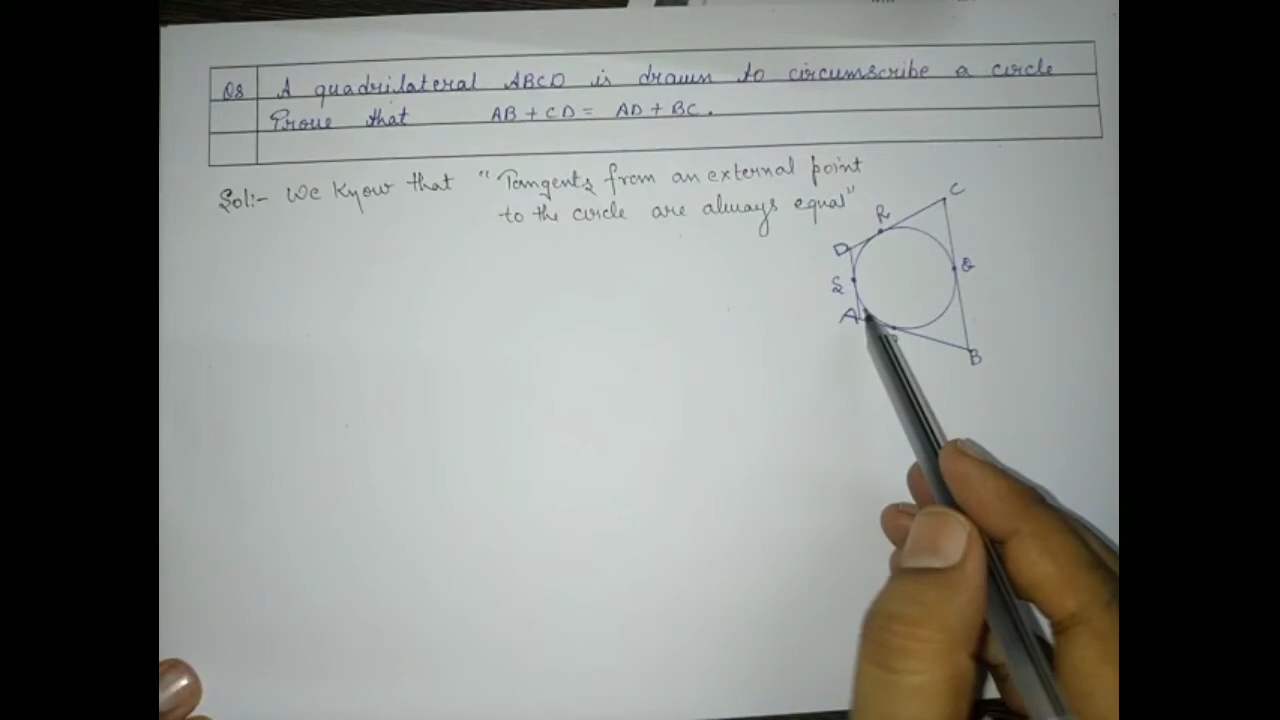 Q8 A quadrilateral ABCD is drawn to circumscribe a circle
Prove that AB + CD = AD + BC.
Sol:- We Know that "Tangents from an external point
to the circle are always equal"
C
R
D
Q
S
A
B